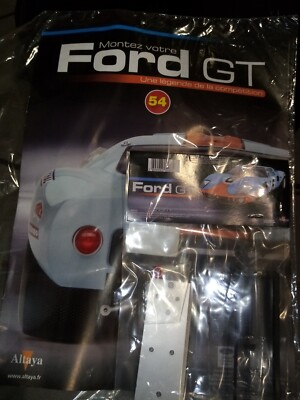 Montez votre
Ford GT
Une légende de la compétition
54
Ford G
Altaya
www.altaya.fr